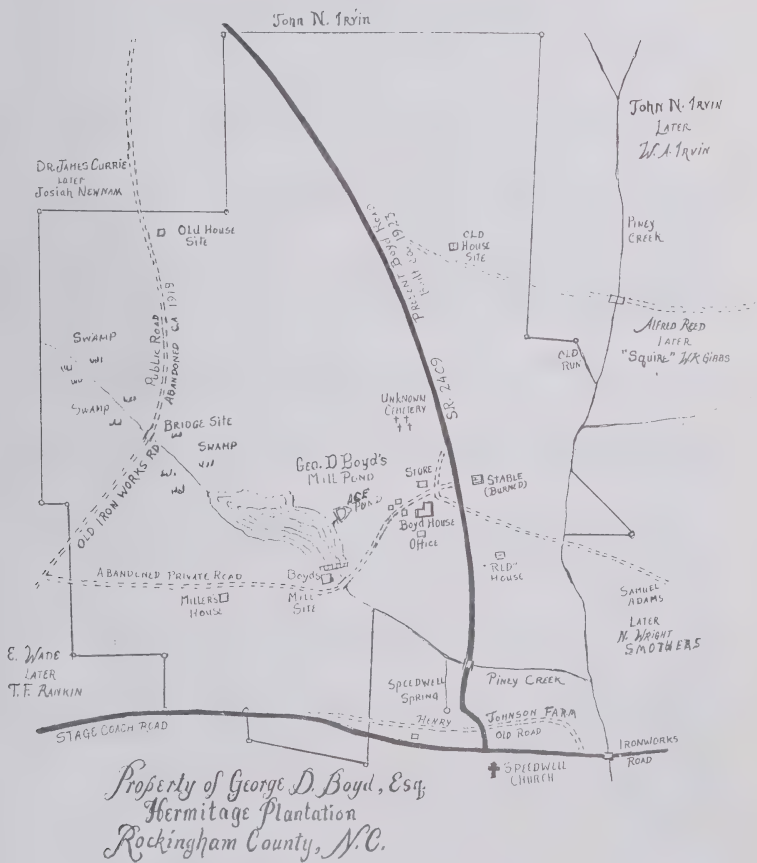 John N. Irvin
John N. Irvin
Later
W. A. Irvin
Dr. James Currie
later
Josiah Newnam
Old House
Site
Piney
Creek
Old
House
Site
Present Boyd Road
built ca. 1923
S.R. 2409
Public Road
Abandoned ca 1919
Swamp
Swamp
Swamp
Bridge Site
Old Iron Works Rd
Alfred Reed
Later
"Squire" W.R. Gibbs
Old
Run
Unknown
Cemetery
Geo. D Boyd's
Mill Pond
Ice
Pond
Store
Stable
(Burned)
Boyd House
Office
"Red"
House
Abandoned Private Road
Boyds
Mill
Site
Miller's
House
Samuel
Adams
Later
N. Wright
Smothers
E. Wade
Later
T. F. Rankin
Speedwell
Spring
Piney Creek
Henry
Johnson Farm
Old Road
Stage Coach Road
Ironworks
Road
Speedwell
Church
Property of George D. Boyd, Esq.
Hermitage Plantation
Rockingham County, N.C.